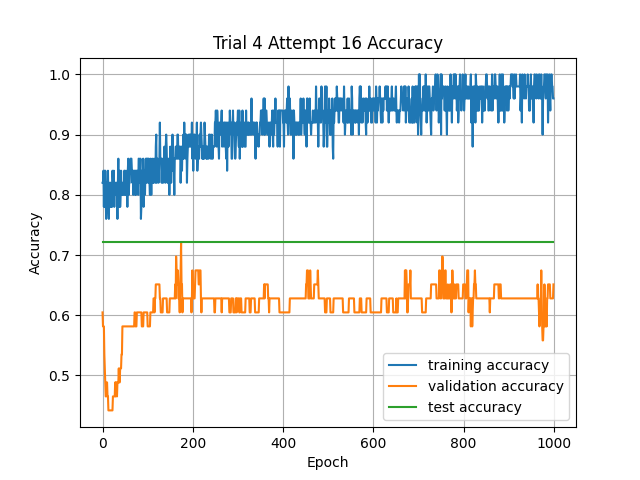 Trial 4 Attempt 16 Accuracy
1.0
0.9
0.8
0.7
0.6
0.5
Accuracy
training accuracy
validation accuracy
test accuracy
0 200 400 600 800 1000
Epoch